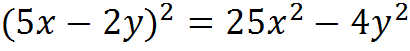 (5x − 2y)² = 25x² − 4y²